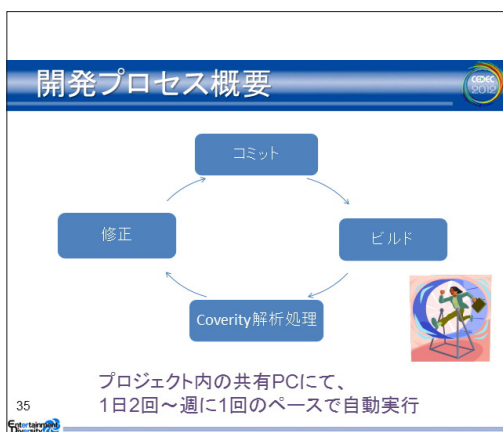 開発プロセス概要
CEDEC
2012
コミット
修正
ビルド
Coverity解析処理
プロジェクト内の共有PCにて、
1日2回～週に1回のペースで自動実行
35
Entertainment